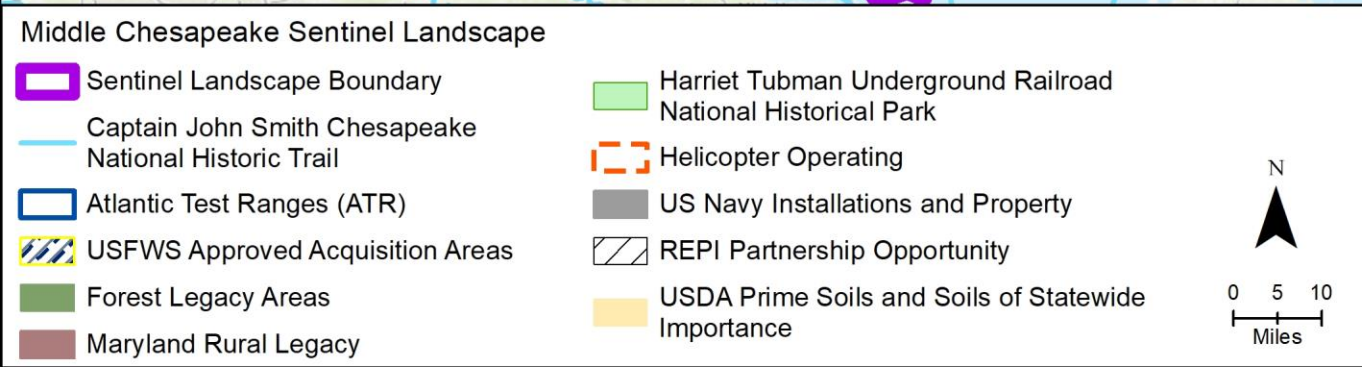 Middle Chesapeake Sentinel Landscape
Sentinel Landscape Boundary
Captain John Smith Chesapeake
National Historic Trail
Atlantic Test Ranges (ATR)
USFWS Approved Acquisition Areas
Forest Legacy Areas
Maryland Rural Legacy
Harriet Tubman Underground Railroad
National Historical Park
Helicopter Operating
US Navy Installations and Property
REPI Partnership Opportunity
USDA Prime Soils and Soils of Statewide
Importance
N
0 5 10
Miles